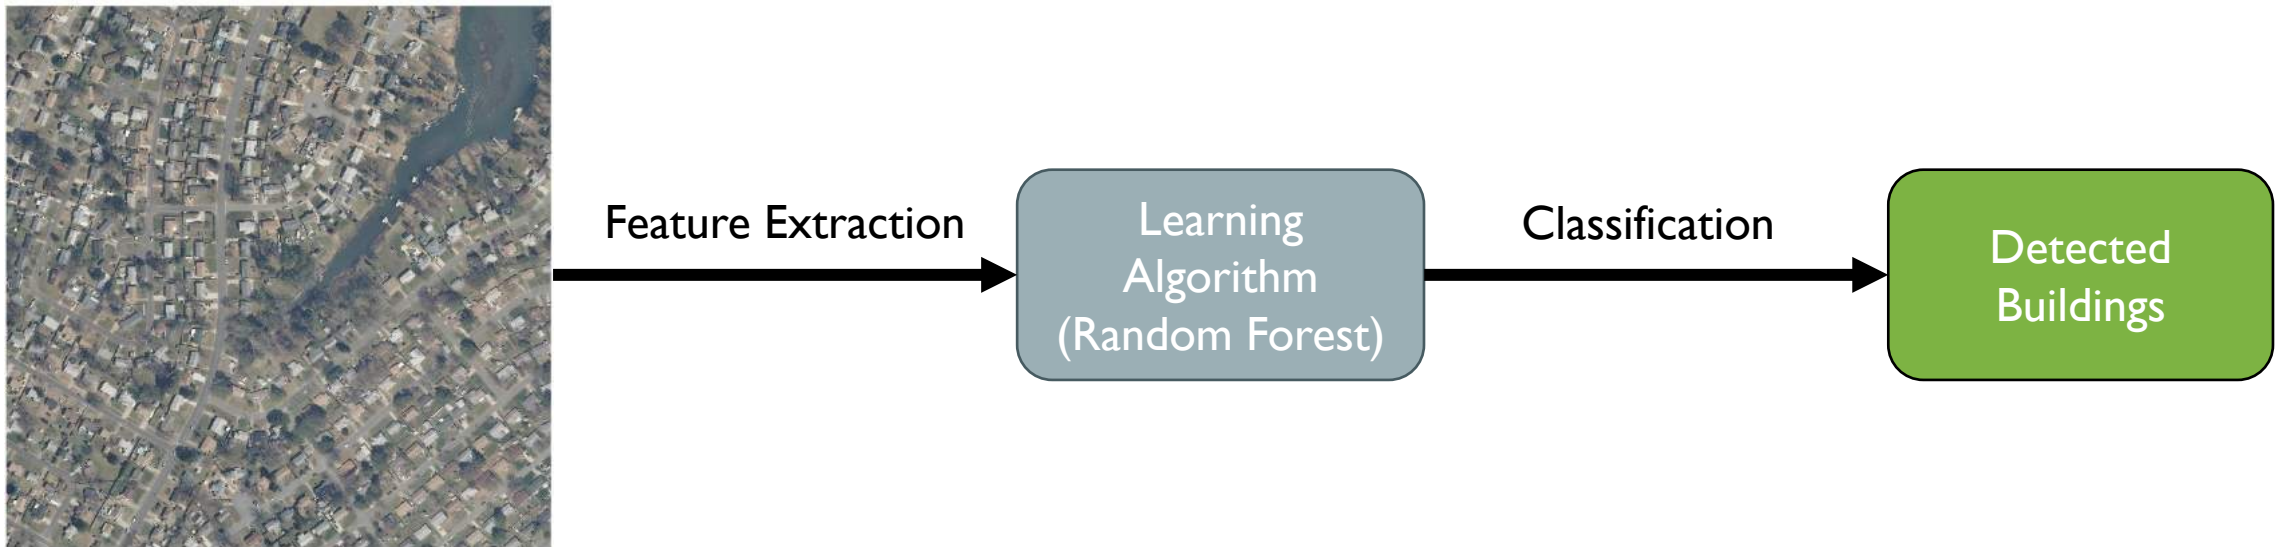 Feature Extraction
Learning
Algorithm
(Random Forest)
Classification
Detected
Buildings